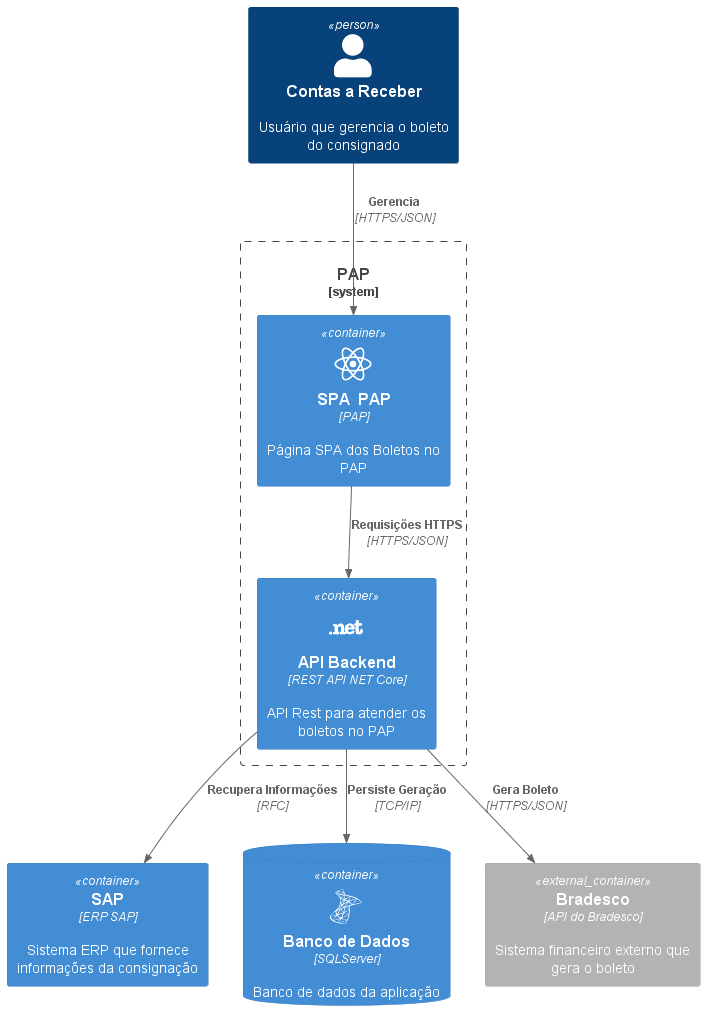 «person»
Contas a Receber
Usuário que gerencia o boleto
do consignado
Gerencia
[HTTPS/JSON]
PAP
[system]
«container»
SPA PAP
[PAP]
Página SPA dos Boletos no
PAP
Requisições HTTPS
[HTTPS/JSON]
«container»
.net
API Backend
[REST API NET Core]
API Rest para atender os
boletos no PAP
Recupera Informações
[RFC]
Persiste Geração
[TCP/IP]
Gera Boleto
[HTTPS/JSON]
«container»
SAP
[ERP SAP]
Sistema ERP que fornece
informações da consignação
«container»
Banco de Dados
[SQLServer]
Banco de dados da aplicação
«external_container»
Bradesco
[API do Bradesco]
Sistema financeiro externo que
gera o boleto